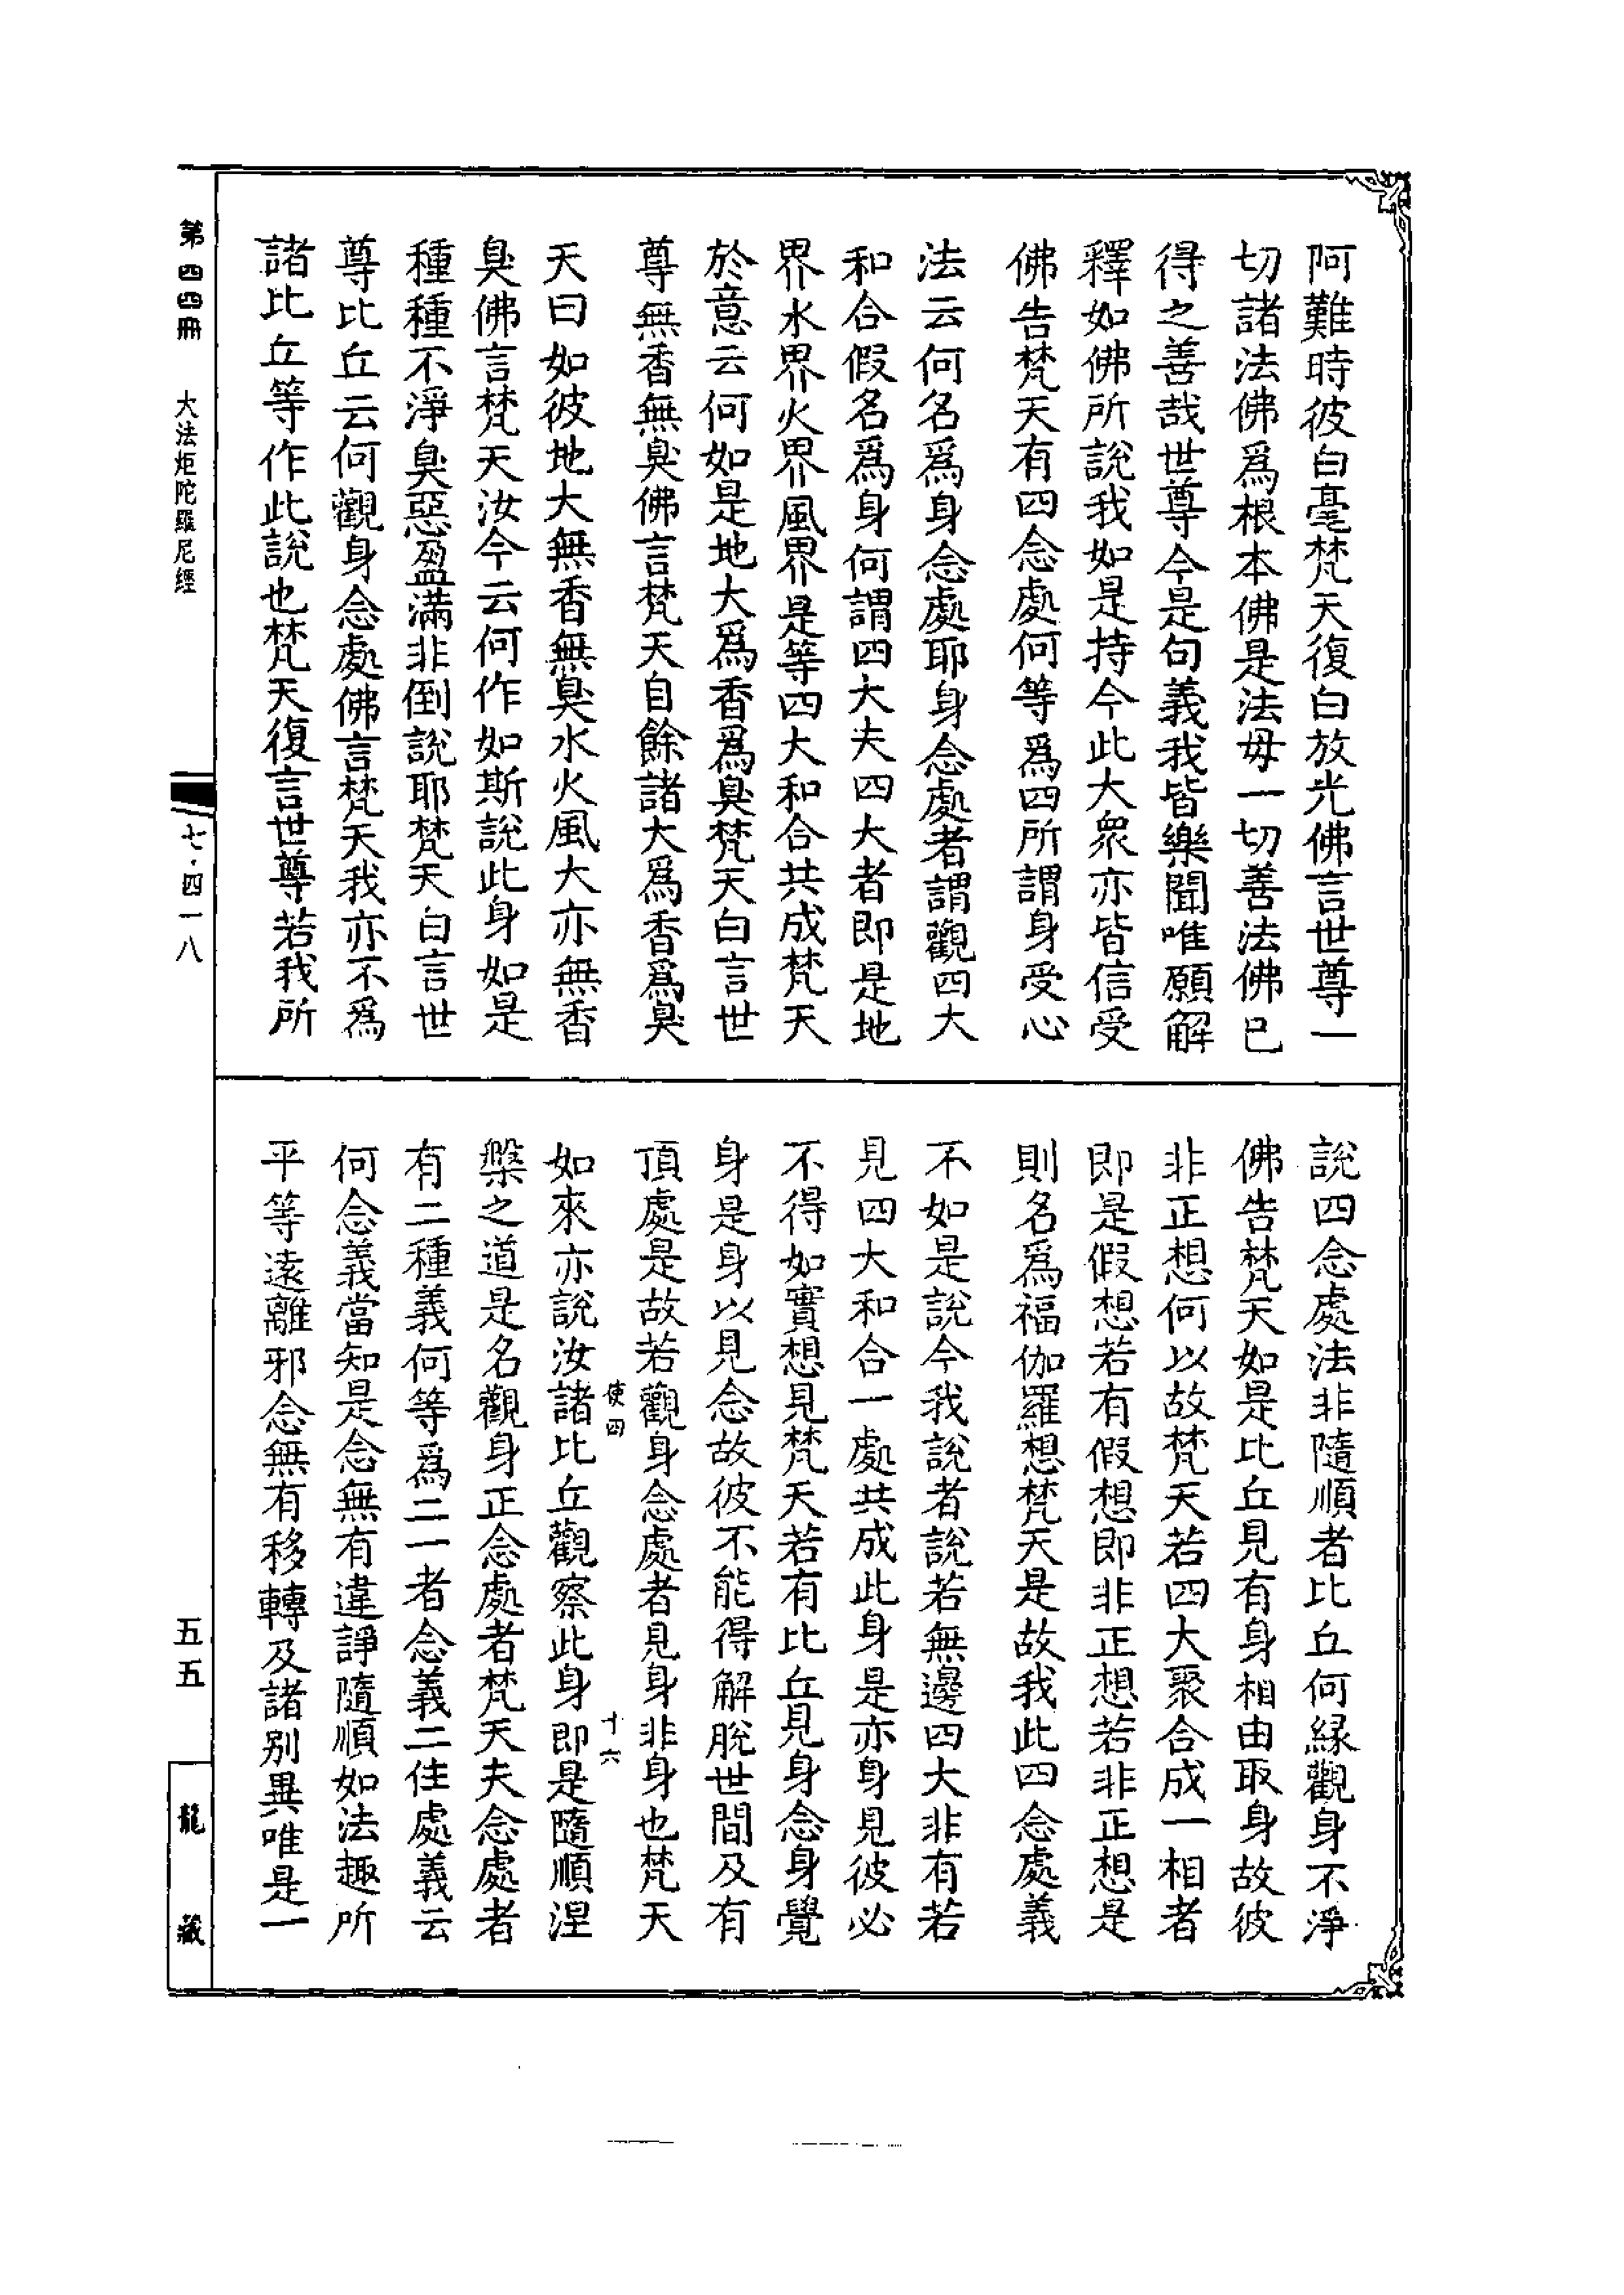 阿難時彼白毫梵天復白放光佛言世尊一
切諸法佛爲根本佛是法母一切善法佛已
得之善哉世尊今是句義我皆樂聞唯願解
釋如佛所說我如是持今此大衆亦皆信受
佛告梵天有四念處何等爲四所謂身受心
法云何名爲身念處耶身念處者謂觀四大
和合假名爲身何謂四大夫四大者即是地
界水界火界風界是等四大和合共成梵天
於意云何如是地大爲香爲臭梵天白言世
尊無香無臭佛言梵天自餘諸大爲香爲臭
天曰如彼地大無香無臭水火風大亦無香
臭佛言梵天汝今云何作如斯說此身如是
種種不淨臭惡盈滿非倒說耶梵天白言世
尊比丘云何觀身念處佛言梵天我亦不爲
諸比丘等作此說也梵天復言世尊若我所
說四念處法非隨順者比丘何緣觀身不淨
佛告梵天如是比丘見有身相由取身故彼
非正想何以故梵天若四大聚合成一相者
即是假想若有假想即非正想若非正想是
則名爲福伽羅想梵天是故我此四念處義
不如是說今我說者說若無邊四大非有若
見四大和合一處共成此身是亦身見彼必
不得如實想見梵天若有比丘見身念身覺
身是身以見念故彼不能得解脫世間及有
頂處是故若觀身念處者見身非身也梵天
使四 十六
如來亦說汝諸比丘觀察此身即是隨順涅
槃之道是名觀身正念處者梵天夫念處者
有二種義何等爲二一者念義二住處義云
何念義當知是念無有違諍隨順如法趣所
平等遠離邪念無有移轉及諸別異唯是一
第四四冊 大法炬陀羅尼經 七·四一八 五五 龍藏